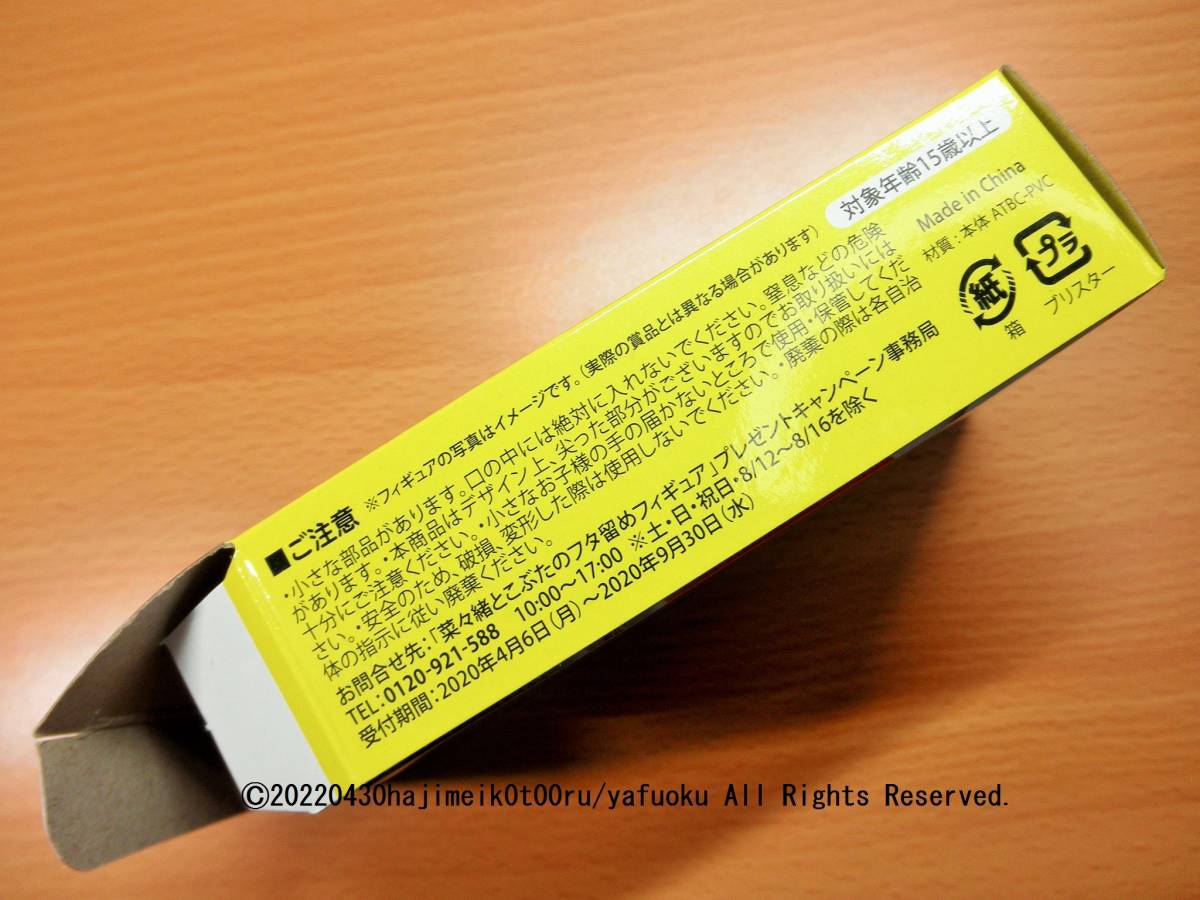 ■ご注意 ※フィギュアの写真はイメージです。(実際の賞品とは異なる場合があります)
・小さな部品があります。口の中には絶対に入れないでください。窒息などの危険
があります。・本商品はデザイン上、尖った部分がございますのでお取り扱いには
十分にご注意ください。・小さなお子様の手の届かないところで使用・保管してくだ
さい。・安全のため、破損、変形した際は使用しないでください。・廃棄の際は各自治
体の指示に従い廃棄ください。
お問合せ先:「菜々緒とこぶたのフタ留めフィギュア」プレゼントキャンペーン事務局
TEL:0120-921-588 10:00～17:00 ※土・日・祝日・8/12～8/16を除く
受付期間:2020年4月6日(月)～2020年9月30日(水)
対象年齢15歳以上
Made in China
材質:本体 ATBC-PVC
紙 プラ
箱 ブリスター
©20220430hajimeik0t00ru/yafuoku All Rights Reserved.